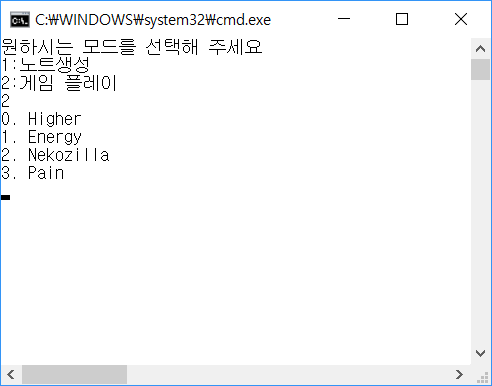 C:₩WINDOWS₩system32₩cmd.exe
원하시는 모드를 선택해 주세요
1:노트생성
2:게임 플레이
2
0. Higher
1. Energy
2. Nekozilla
3. Pain